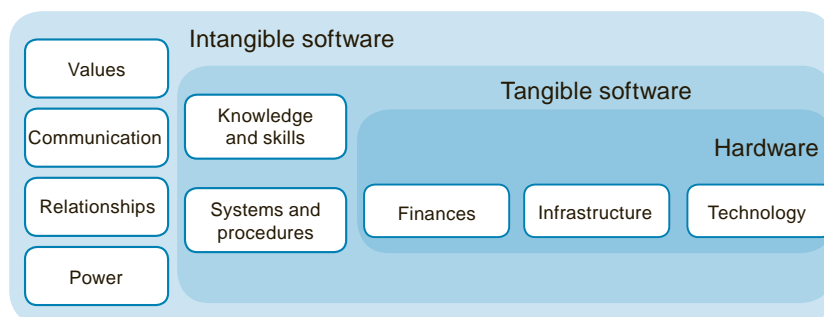 Intangible software
Values
Communication
Relationships
Power
Tangible software
Knowledge
and skills
Systems and
procedures
Hardware
Finances
Infrastructure
Technology